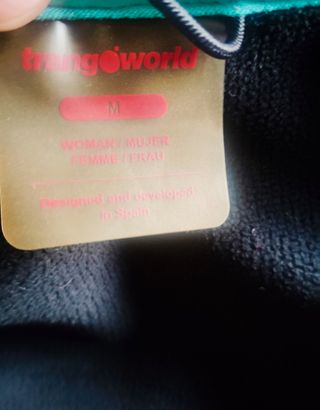 trangoworld
M
WOMAN / MUJER
FEMME / FRAU
Designed and developed
in Spain